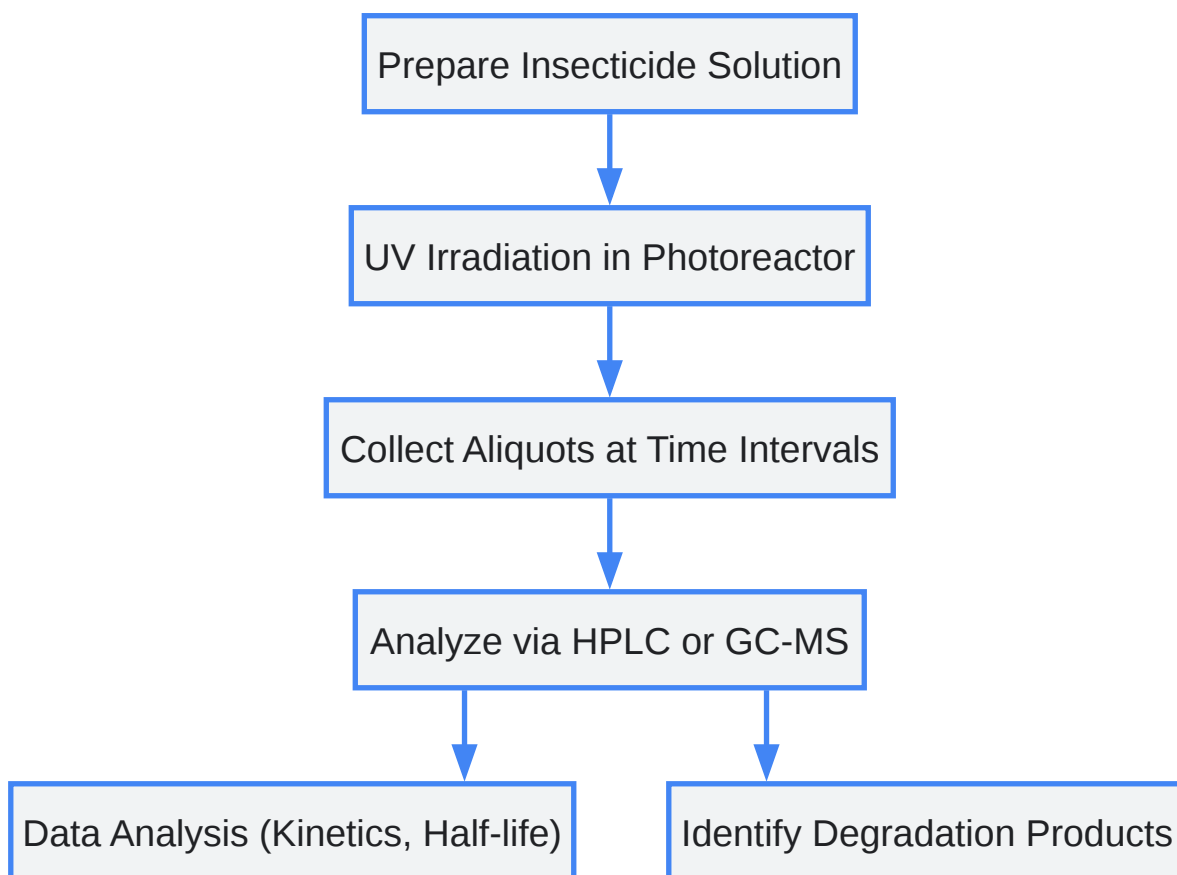 Prepare Insecticide Solution
UV Irradiation in Photoreactor
Collect Aliquots at Time Intervals
Analyze via HPLC or GC-MS
Data Analysis (Kinetics, Half-life)
Identify Degradation Products